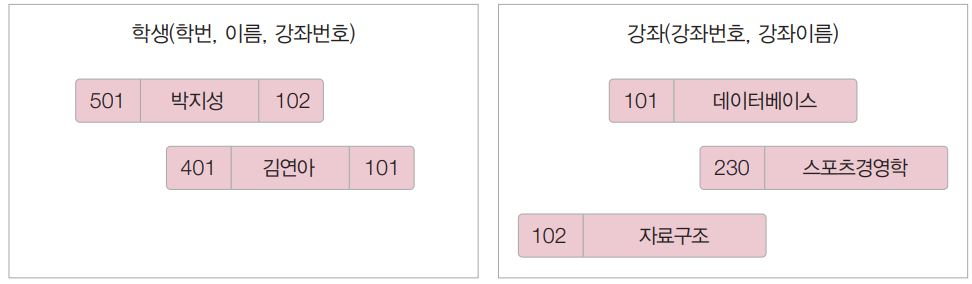 학생(학번, 이름, 강좌번호)
501 박지성 102
401 김연아 101
강좌(강좌번호, 강좌이름)
101 데이터베이스
230 스포츠경영학
102 자료구조